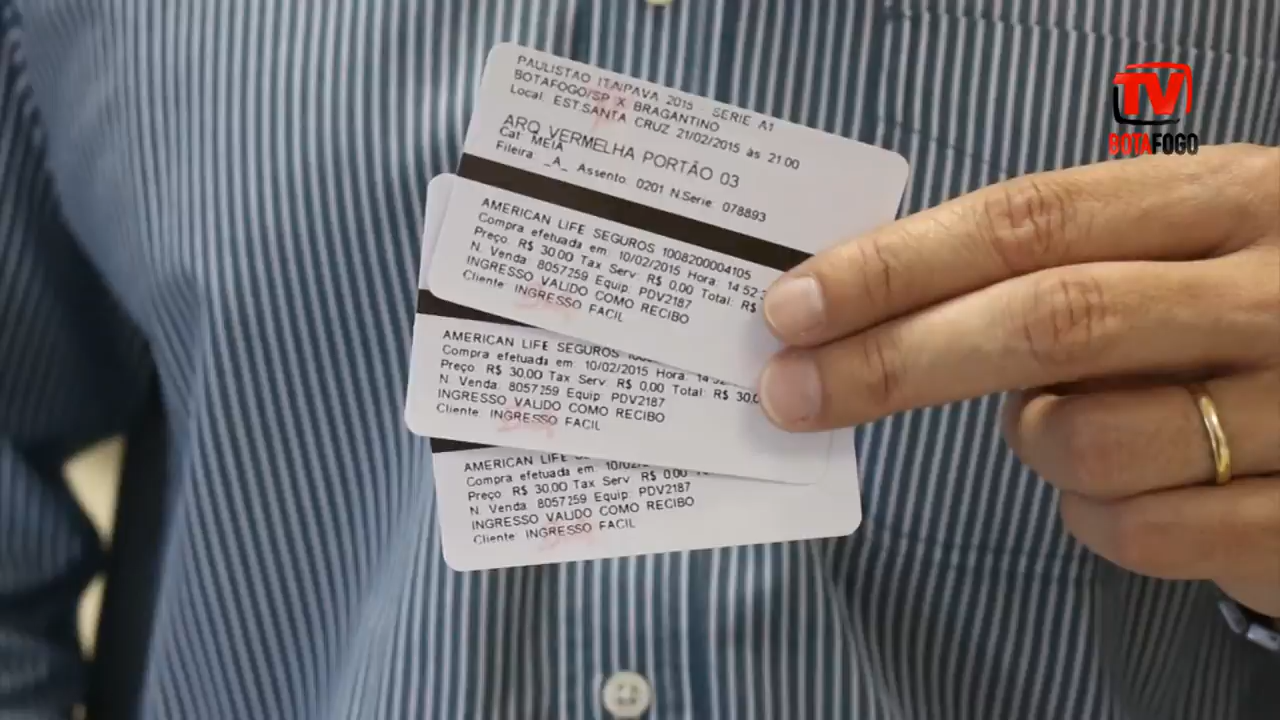 TV
BOTAFOGO
PAULISTAO ITAIPAVA 2015 - SERIE A1
BOTAFOGO/SP X BRAGANTINO
Local: EST.SANTA CRUZ 21/02/2015 às 21:00
ARQ VERMELHA PORTÃO 03
Cat: MEIA
Fileira: _A_ Assento: 0201 N.Serie: 078893
AMERICAN LIFE SEGUROS 1008200004105
Compra efetuada em: 10/02/2015 Hora: 14:52:
Preço: R$ 30,00 Tax Serv: R$ 0,00 Total: R$
N. Venda: 8057259 Equip: PDV2187
INGRESSO VALIDO COMO RECIBO
Cliente: INGRESSO FACIL
AMERICAN LIFE SEGUROS
Compra efetuada em: 10/02/2015 Hora: 14:52:
Preço: R$ 30,00 Tax Serv: R$ 0,00 Total: R$ 30,0
N. Venda: 8057259 Equip: PDV2187
INGRESSO VALIDO COMO RECIBO
Cliente: INGRESSO FACIL
AMERICAN LIFE
Compra efetuada em: 10/02/
Preço: R$ 30,00 Tax Serv: R$ 0,00
N. Venda: 8057259 Equip: PDV2187
INGRESSO VALIDO COMO RECIBO
Cliente: INGRESSO FACIL